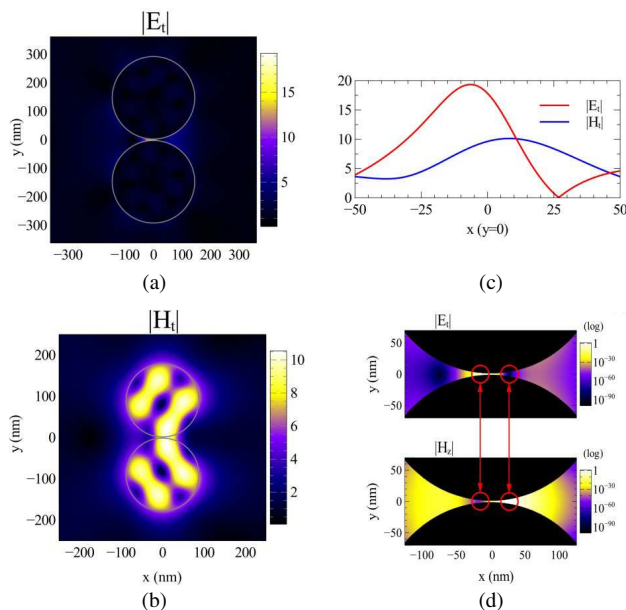 |Eₜ|
300
200
100
0
−100
−200
−300
y (nm)
−300 −200 −100 0 100 200 300
15
10
5
(a)
20
15
10
5
0
−50 −25 0 25 50
x (y=0)
|Eₜ|
|Hₜ|
(c)
|Hₜ|
200
100
0
−100
−200
y (nm)
−200 −100 0 100 200
x (nm)
10
8
6
4
2
(b)
|Eₜ| (log)
50
0
−50
y (nm)
1
10⁻³⁰
10⁻⁶⁰
10⁻⁹⁰
|H_z| (log)
50
0
−50
y (nm)
1
10⁻³⁰
10⁻⁶⁰
10⁻⁹⁰
−100 −50 0 50 100
x (nm)
(d)